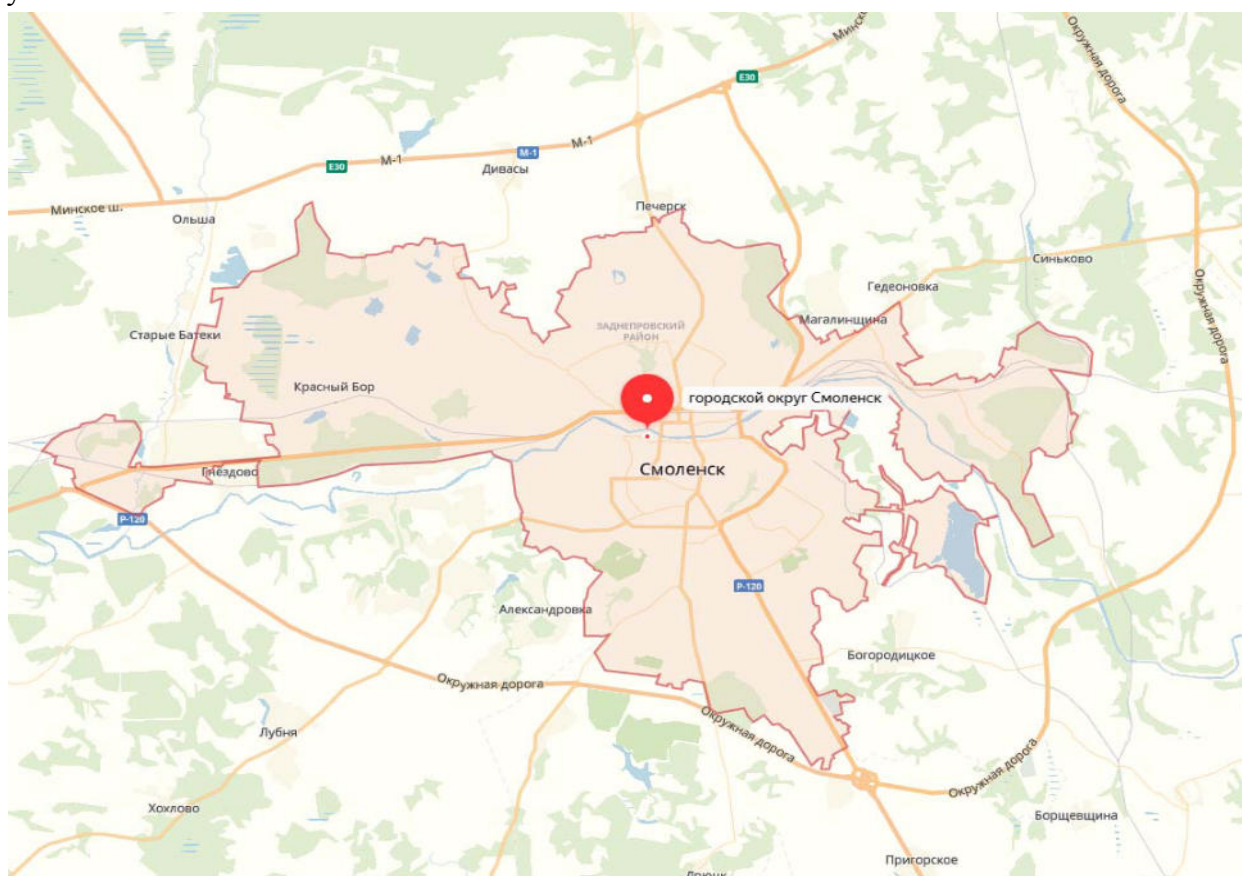 Минск
Окружная дорога
E30
М-1
М-1
М-1
E30
Дивасы
Минское ш.
Ольша
Печерск
Синьково
Гедеоновка
Окружная дорога
Магалинщина
ЗАДНЕПРОВСКИЙ
РАЙОН
Старые Батеки
Красный Бор
городской округ Смоленск
Смоленск
Гнёздово
Р-120
Р-120
Александровка
Богородицкое
Окружная дорога
Окружная дорога
Лубня
Окружная дорога
Хохлово
Борщевщина
Пригорское